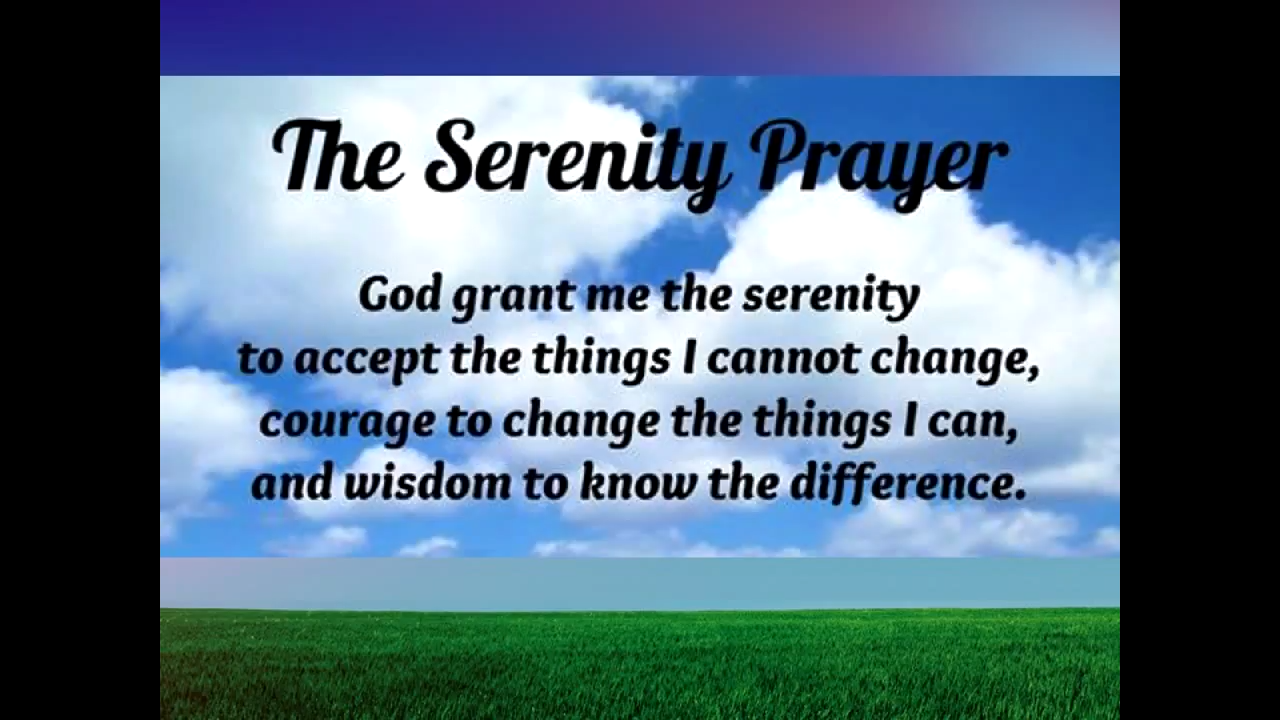 The Serenity Prayer
God grant me the serenity
to accept the things I cannot change,
courage to change the things I can,
and wisdom to know the difference.